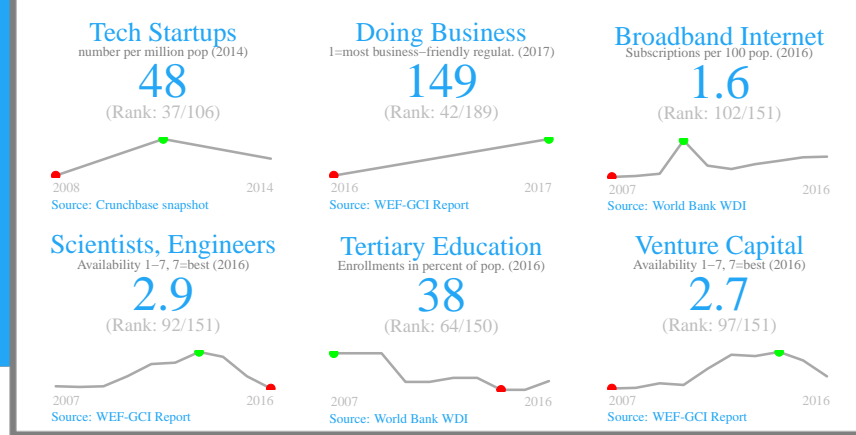 Tech Startups
number per million pop (2014)
48
(Rank: 37/106)
2008 2014
Source: Crunchbase snapshot
Doing Business
1=most business−friendly regulat. (2017)
149
(Rank: 42/189)
2016 2017
Source: WEF-GCI Report
Broadband Internet
Subscriptions per 100 pop. (2016)
1.6
(Rank: 102/151)
2007 2016
Source: World Bank WDI
Scientists, Engineers
Availability 1−7, 7=best (2016)
2.9
(Rank: 92/151)
2007 2016
Source: WEF-GCI Report
Tertiary Education
Enrollments in percent of pop. (2016)
38
(Rank: 64/150)
2007 2016
Source: World Bank WDI
Venture Capital
Availability 1−7, 7=best (2016)
2.7
(Rank: 97/151)
2007 2016
Source: WEF-GCI Report